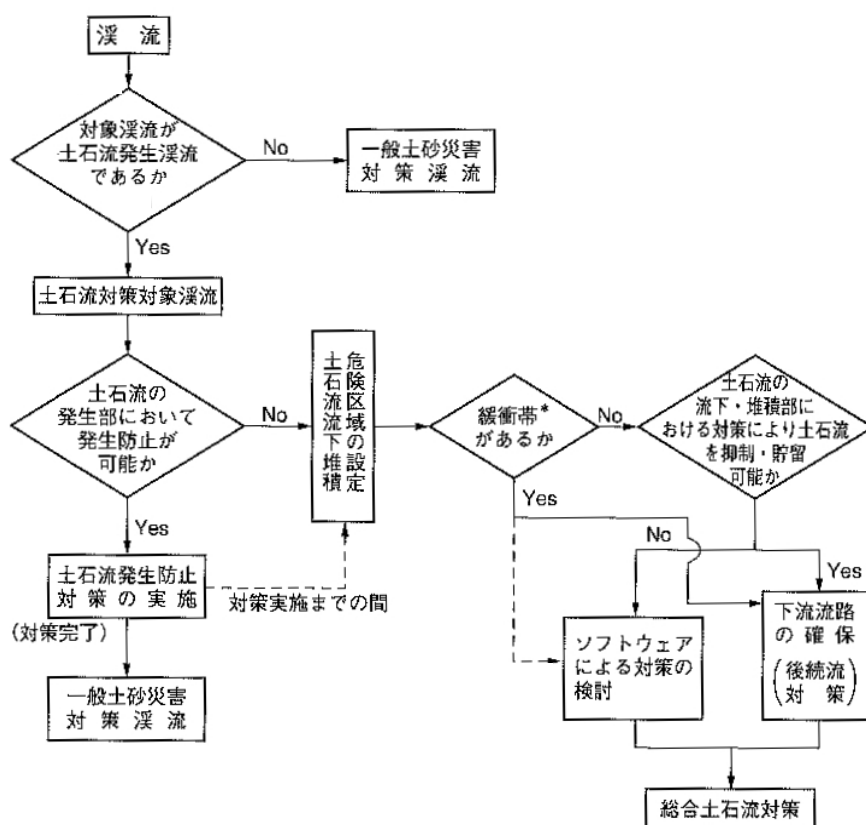 渓流
対象渓流が
土石流発生渓流
であるか
No
一般土砂災害
対策渓流
Yes
土石流対策対象渓流
土石流の
発生部において
発生防止が
可能か
No
土石流流下堆積
危険区域の設定
緩衝帯*
があるか
No
土石流の
流下・堆積部に
おける対策により土石流
を抑制・貯留
可能か
Yes
Yes
No
Yes
土石流発生防止
対策の実施
対策実施までの間
(対策完了)
ソフトウェア
による対策の
検討
下流流路
の確保
(後続流
対策)
一般土砂災害
対策渓流
総合土石流対策